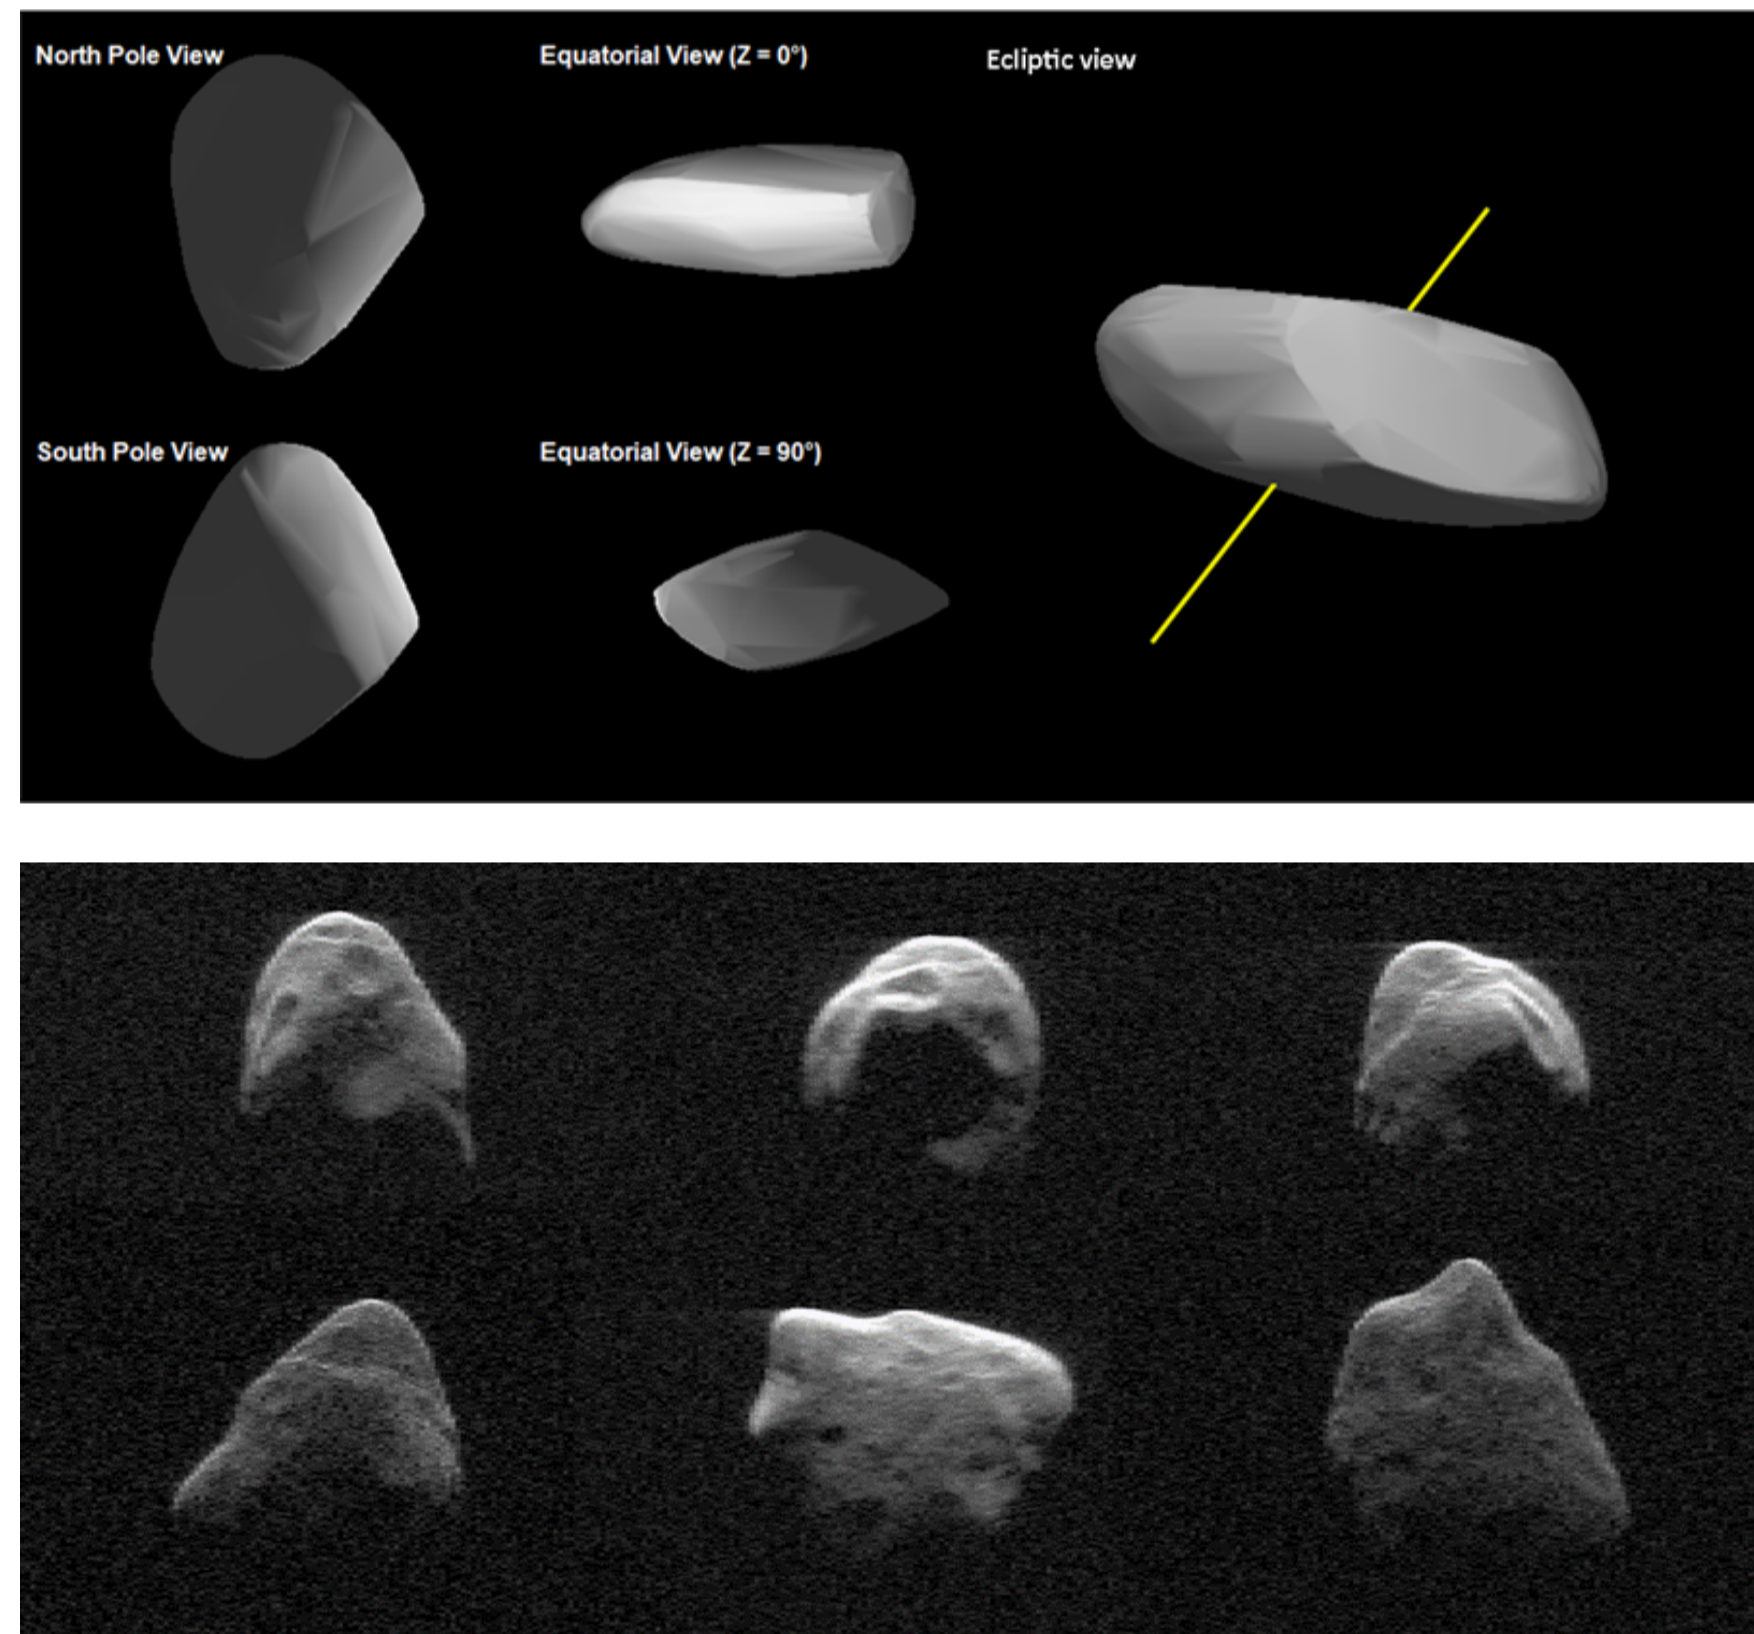 North Pole View
Equatorial View (Z = 0°)
Ecliptic view
South Pole View
Equatorial View (Z = 90°)